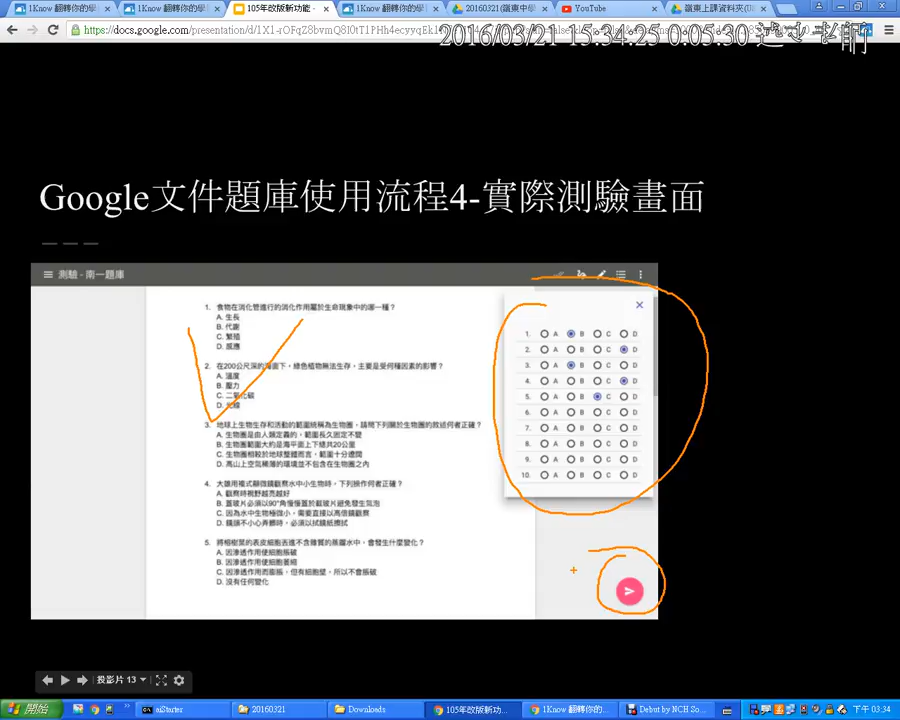 1Know 翻轉你的學
1Know 翻轉你的學
105年改版新功能 -
1Know 翻轉你的學
20160321(嶺東中學
YouTube
嶺東上課資料夾(U
https://docs.google.com/presentation/d/1X1-rOFqZ8bvmQ8I0tT1PHh4ecyyqEkl
2016/03/21 15:34:25 0:05:30
Google文件題庫使用流程4-實際測驗畫面
測驗 - 南一題庫
1. 食物在消化管進行的消化作用屬於生命現象中的哪一種？
A. 生長
B. 代謝
C. 繁殖
D. 感應
2. 在200公尺深的海面下，綠色植物無法生存，主要是受何種因素的影響？
A. 溫度
B. 壓力
C. 二氧化碳
D. 光線
3. 地球上生物生存和活動的範圍統稱為生物圈，請問下列關於生物圈的敘述何者正確？
A. 生物圈是由人類定義的，範圍長久固定不變
B. 生物圈範圍大約是海平面上下總共20公里
C. 生物圈相較於地球整體而言，範圍十分遼闊
D. 高山上空氣稀薄的環境並不包含在生物圈之內
4. 大雄用複式顯微鏡觀察水中小生物時，下列操作何者正確？
A. 觀察時視野越亮越好
B. 蓋玻片必須以90°角慢慢蓋於載玻片避免發生氣泡
C. 因為水中生物極微小，需要直接以高倍鏡觀察
D. 鏡頭不小心弄髒時，必須以拭鏡紙擦拭
5. 將榕樹葉的表皮細胞丟進不含雜質的蒸餾水中，會發生什麼變化？
A. 因滲透作用使細胞脹破
B. 因滲透作用使細胞萎縮
C. 因滲透作用而膨脹，但有細胞壁，所以不會脹破
D. 沒有任何變化
1. A B C D
2. A B C D
3. A B C D
4. A B C D
5. A B C D
6. A B C D
7. A B C D
8. A B C D
9. A B C D
10. A B C D
投影片 13
開始
aiStarter
20160321
Downloads
105年改版新功...
1Know 翻轉你的...
Debut by NCH So...
下午 03:34